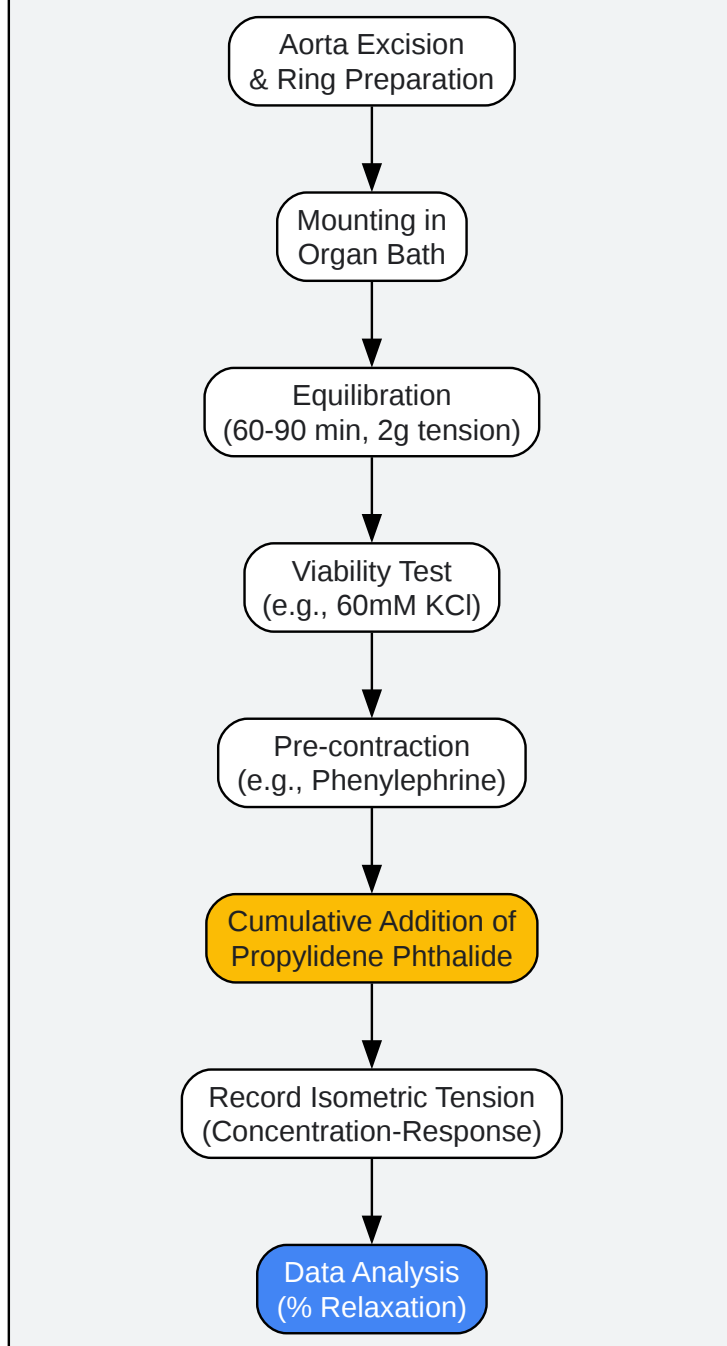 Aorta Excision
& Ring Preparation
Mounting in
Organ Bath
Equilibration
(60-90 min, 2g tension)
Viability Test
(e.g., 60mM KCl)
Pre-contraction
(e.g., Phenylephrine)
Cumulative Addition of
Propylidene Phthalide
Record Isometric Tension
(Concentration-Response)
Data Analysis
(% Relaxation)